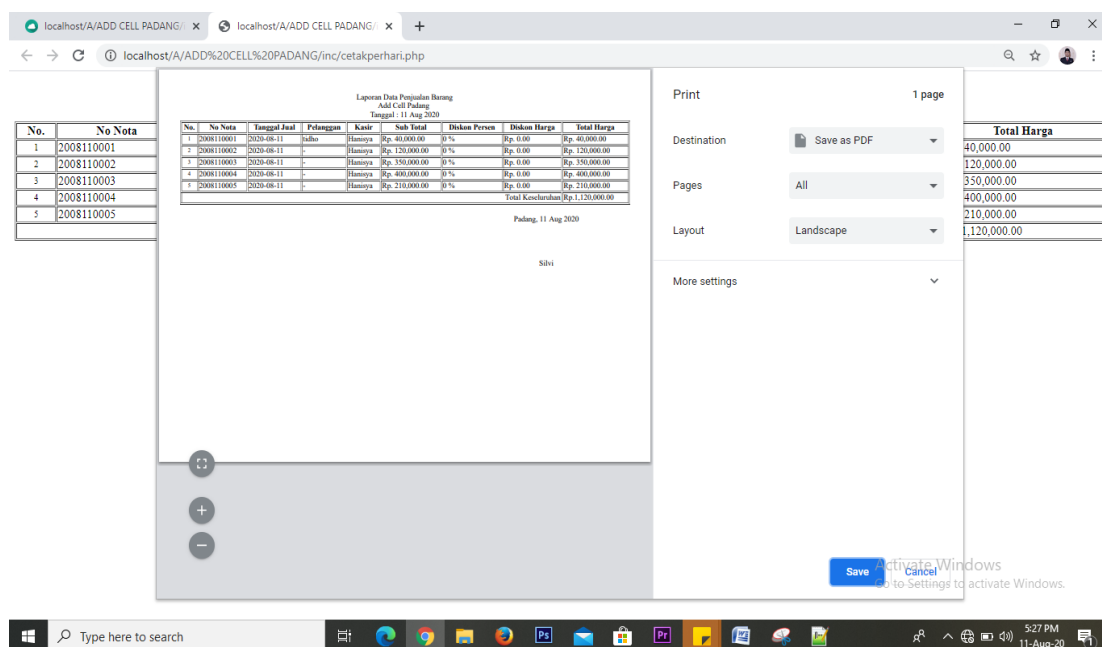 localhost/A/ADD CELL PADANG/i
localhost/A/ADD CELL PADANG/i
localhost/A/ADD%20CELL%20PADANG/inc/cetakperhari.php
No. No Nota Total Harga
1 2008110001 40,000.00
2 2008110002 120,000.00
3 2008110003 350,000.00
4 2008110004 400,000.00
5 2008110005 210,000.00
1,120,000.00
Laporan Data Penjualan Barang
Add Cell Padang
Tanggal : 11 Aug 2020
No. No Nota Tanggal Jual Pelanggan Kasir Sub Total Diskon Persen Diskon Harga Total Harga
1 2008110001 2020-08-11 tidho Hanisya Rp. 40,000.00 0 % Rp. 0.00 Rp. 40,000.00
2 2008110002 2020-08-11 - Hanisya Rp. 120,000.00 0 % Rp. 0.00 Rp. 120,000.00
3 2008110003 2020-08-11 - Hanisya Rp. 350,000.00 0 % Rp. 0.00 Rp. 350,000.00
4 2008110004 2020-08-11 - Hanisya Rp. 400,000.00 0 % Rp. 0.00 Rp. 400,000.00
5 2008110005 2020-08-11 - Hanisya Rp. 210,000.00 0 % Rp. 0.00 Rp. 210,000.00
Total Keseluruhan Rp.1,120,000.00
Padang, 11 Aug 2020
Silvi
Print 1 page
Destination Save as PDF
Pages All
Layout Landscape
More settings
Save Cancel
Activate Windows
Go to Settings to activate Windows.
Type here to search
Ps
Pr
5:27 PM
11-Aug-20
1